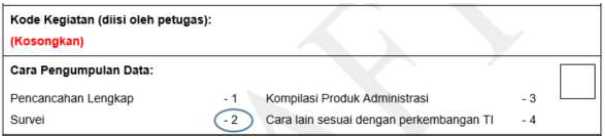 Kode Kegiatan (diisi oleh petugas):
(Kosongkan)
Cara Pengumpulan Data:
Pencancahan Lengkap - 1 Kompilasi Produk Administrasi - 3
Survei - 2 Cara lain sesuai dengan perkembangan TI - 4